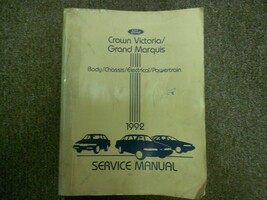 Ford
Crown Victoria/
Grand Marquis
Body/Chassis/Electrical/Powertrain
1992
SERVICE MANUAL